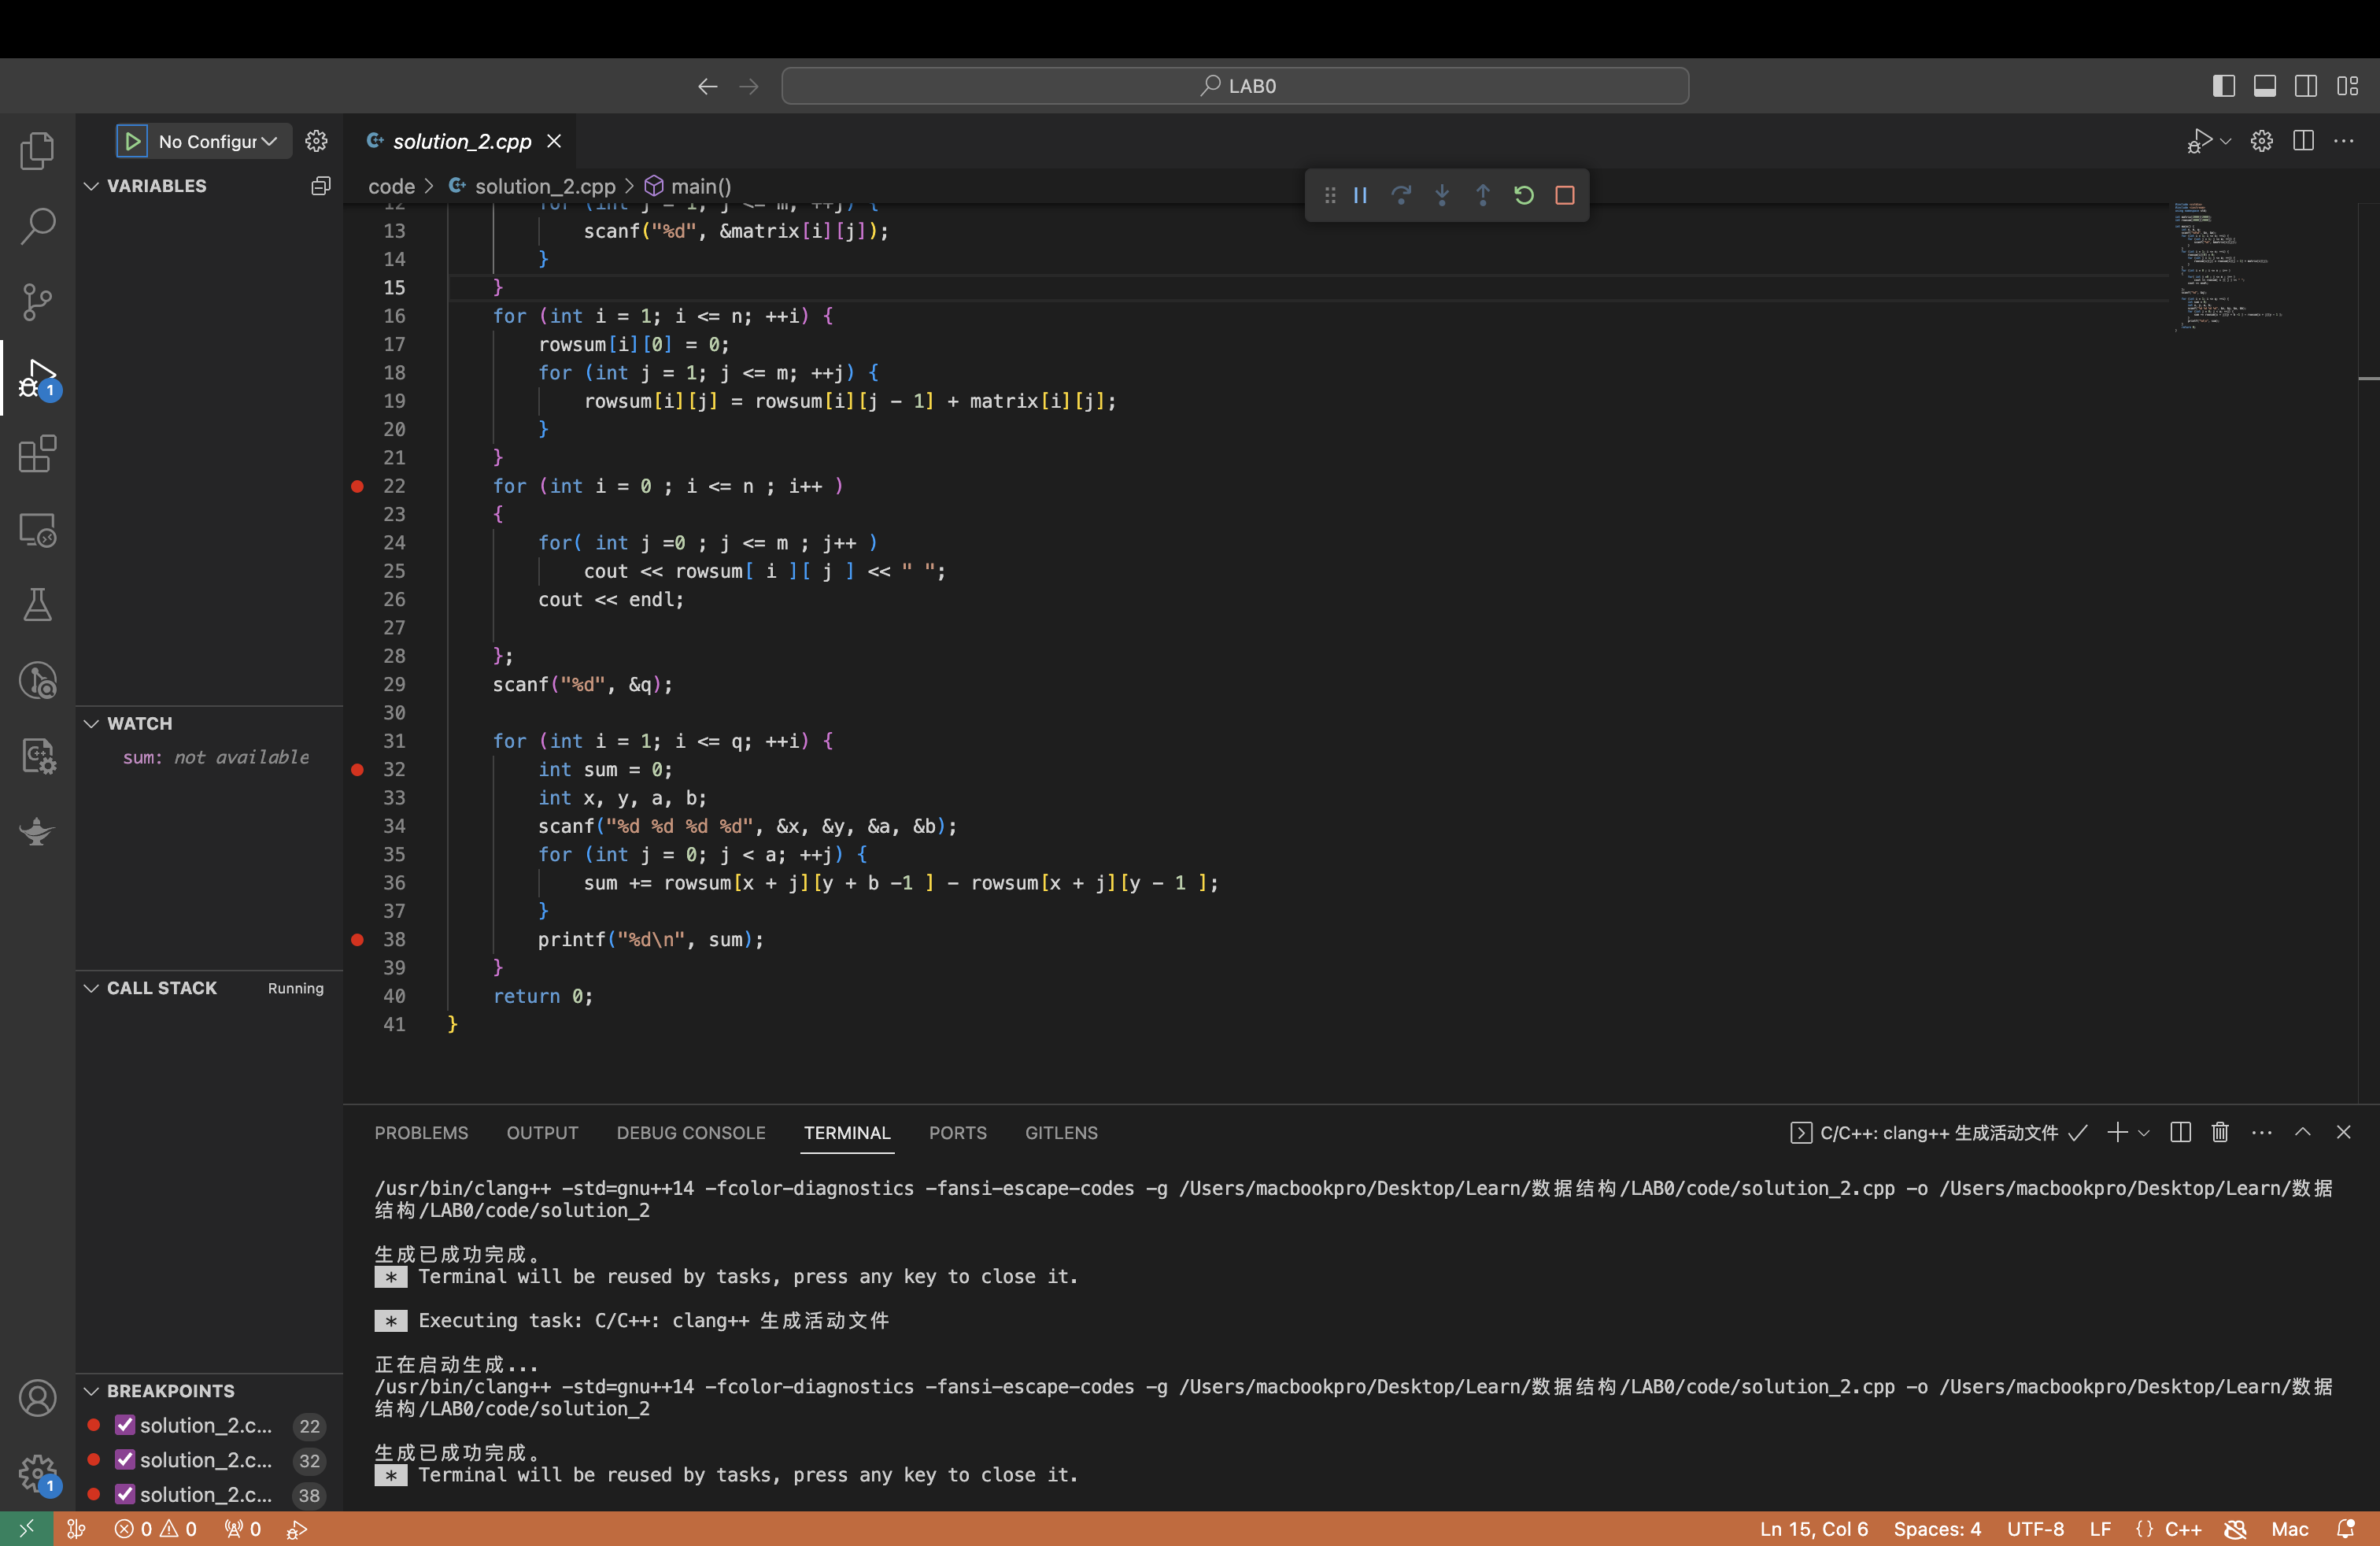 LAB0
No Configur
solution_2.cpp
VARIABLES
code > solution_2.cpp > main()
12 for (int j = 1; j <= m; ++j) {
13 scanf("%d", &matrix[i][j]);
14 }
15 }
16 for (int i = 1; i <= n; ++i) {
17 rowsum[i][0] = 0;
18 for (int j = 1; j <= m; ++j) {
19 rowsum[i][j] = rowsum[i][j - 1] + matrix[i][j];
20 }
21 }
22 for (int i = 0 ; i <= n ; i++ )
23 {
24 for( int j =0 ; j <= m ; j++ )
25 cout << rowsum[ i ][ j ] << " ";
26 cout << endl;
27
28 };
29 scanf("%d", &q);
30
31 for (int i = 1; i <= q; ++i) {
32 int sum = 0;
33 int x, y, a, b;
34 scanf("%d %d %d %d", &x, &y, &a, &b);
35 for (int j = 0; j < a; ++j) {
36 sum += rowsum[x + j][y + b -1 ] - rowsum[x + j][y - 1 ];
37 }
38 printf("%d\n", sum);
39 }
40 return 0;
41 }
WATCH
sum: not available
CALL STACK Running
BREAKPOINTS
solution_2.c... 22
solution_2.c... 32
solution_2.c... 38
1
1
PROBLEMS OUTPUT DEBUG CONSOLE TERMINAL PORTS GITLENS
C/C++: clang++ 生成活动文件
/usr/bin/clang++ -std=gnu++14 -fcolor-diagnostics -fansi-escape-codes -g /Users/macbookpro/Desktop/Learn/数据结构/LAB0/code/solution_2.cpp -o /Users/macbookpro/Desktop/Learn/数据
结构/LAB0/code/solution_2
生成已成功完成。
* Terminal will be reused by tasks, press any key to close it.
* Executing task: C/C++: clang++ 生成活动文件
正在启动生成...
/usr/bin/clang++ -std=gnu++14 -fcolor-diagnostics -fansi-escape-codes -g /Users/macbookpro/Desktop/Learn/数据结构/LAB0/code/solution_2.cpp -o /Users/macbookpro/Desktop/Learn/数据
结构/LAB0/code/solution_2
生成已成功完成。
* Terminal will be reused by tasks, press any key to close it.
0 0 0
Ln 15, Col 6 Spaces: 4 UTF-8 LF {} C++ Mac